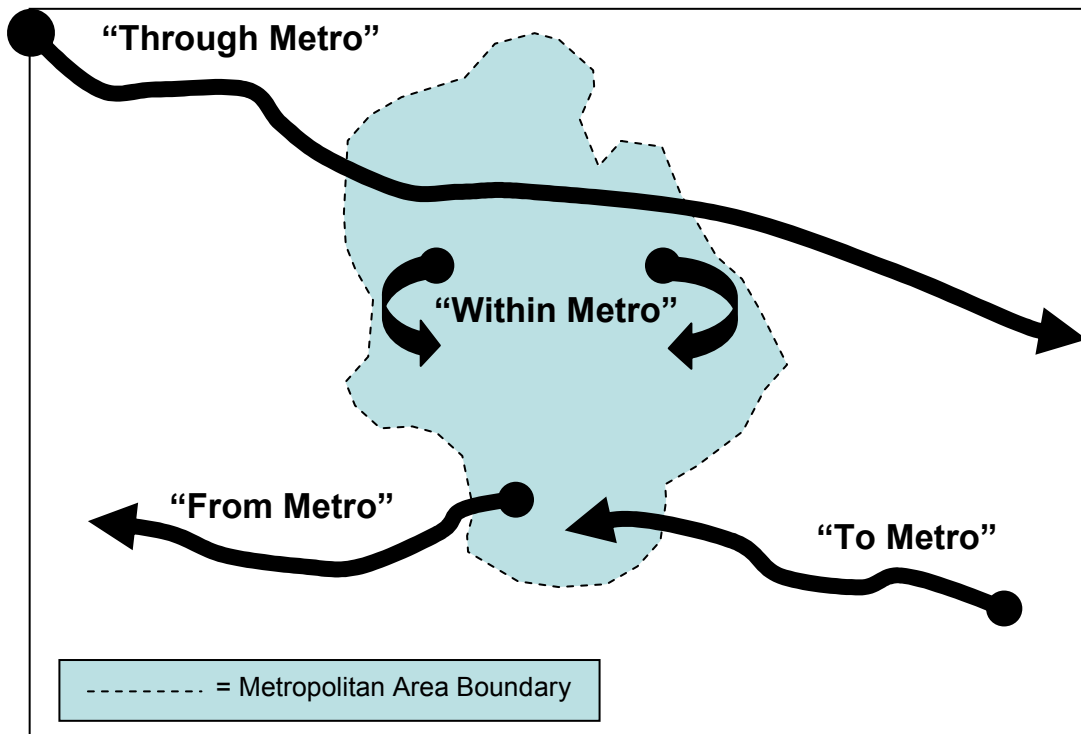 “Through Metro”
“Within Metro”
“From Metro”
“To Metro”
= Metropolitan Area Boundary